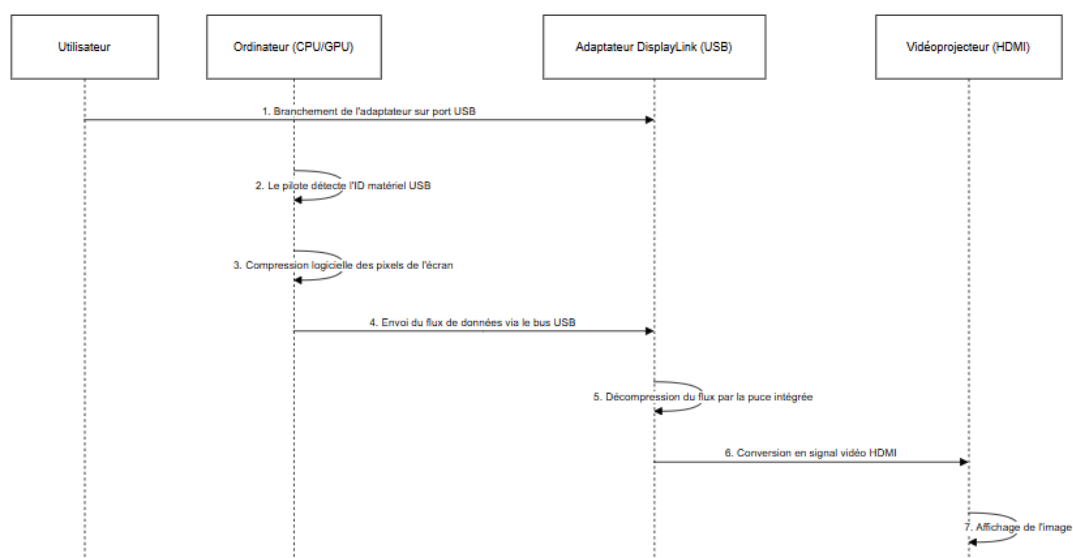 Utilisateur
Ordinateur (CPU/GPU)
Adaptateur DisplayLink (USB)
Vidéoprojecteur (HDMI)
1. Branchement de l'adaptateur sur port USB
2. Le pilote détecte l'ID matériel USB
3. Compression logicielle des pixels de l'écran
4. Envoi du flux de données via le bus USB
5. Décompression du flux par la puce intégrée
6. Conversion en signal vidéo HDMI
7. Affichage de l'image